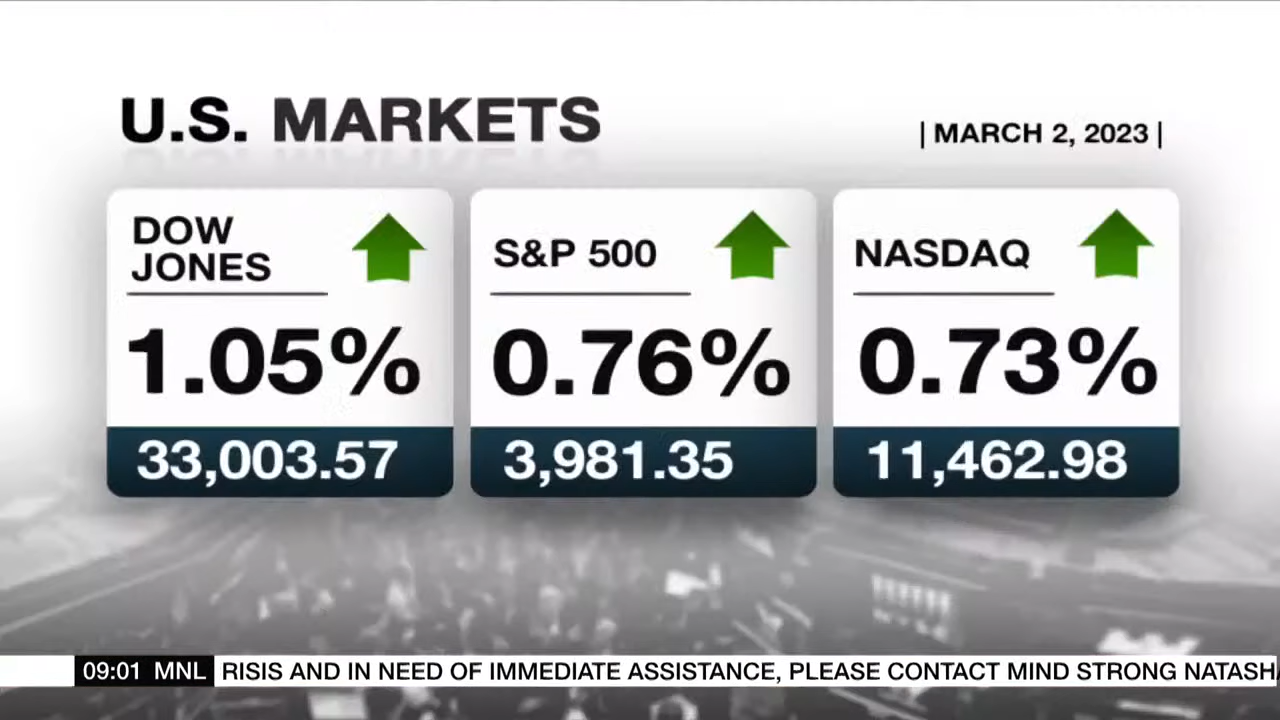 U.S. MARKETS
| MARCH 2, 2023 |
DOW
JONES
1.05%
33,003.57
S&P 500
0.76%
3,981.35
NASDAQ
0.73%
11,462.98
09:01 MNL
RISIS AND IN NEED OF IMMEDIATE ASSISTANCE, PLEASE CONTACT MIND STRONG NATASHA